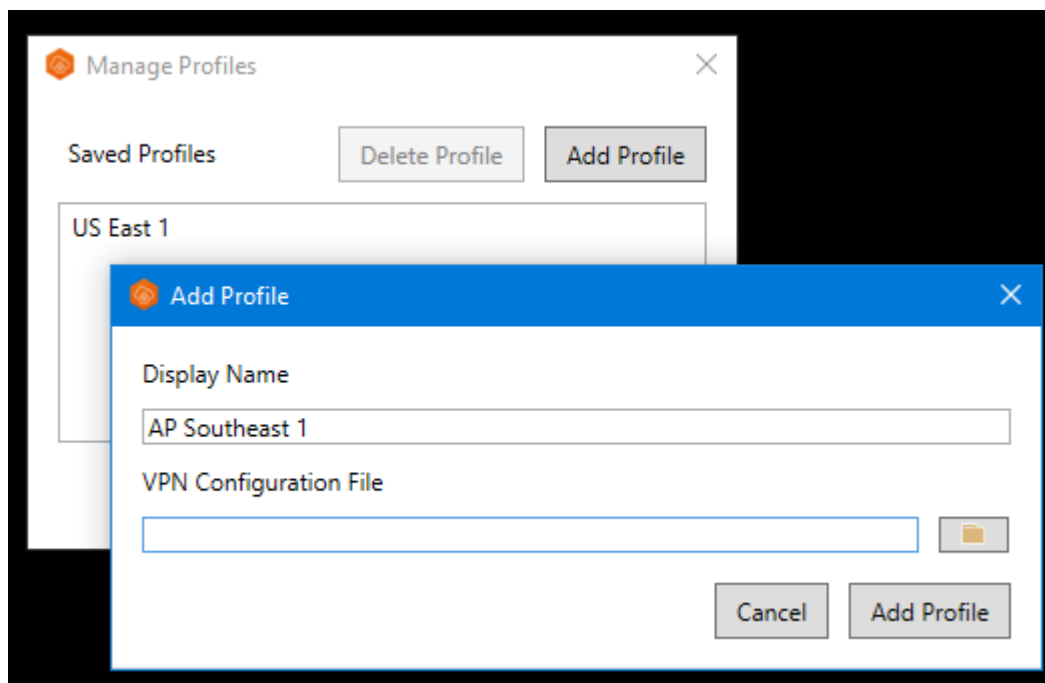 Manage Profiles
Saved Profiles Delete Profile Add Profile
US East 1
Add Profile
Display Name
AP Southeast 1
VPN Configuration File
Cancel Add Profile